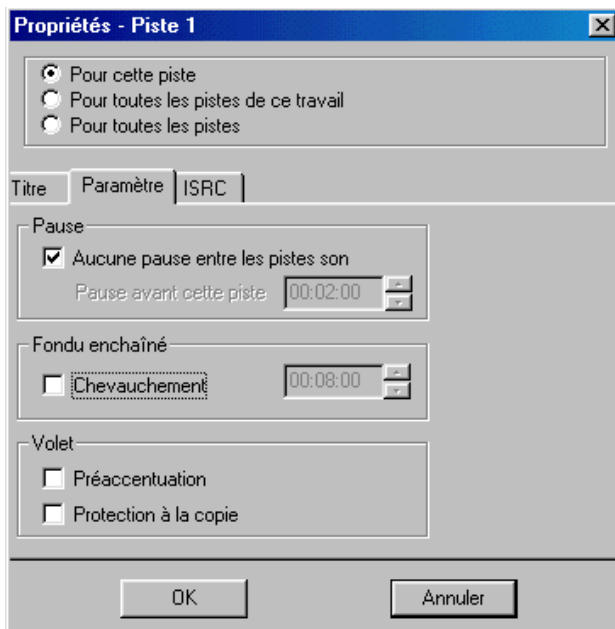 Propriétés - Piste 1
Pour cette piste
Pour toutes les pistes de ce travail
Pour toutes les pistes
Titre Paramètre ISRC
Pause
Aucune pause entre les pistes son
Pause avant cette piste 00:02:00
Fondu enchaîné
Chevauchement 00:08:00
Volet
Préaccentuation
Protection à la copie
OK Annuler